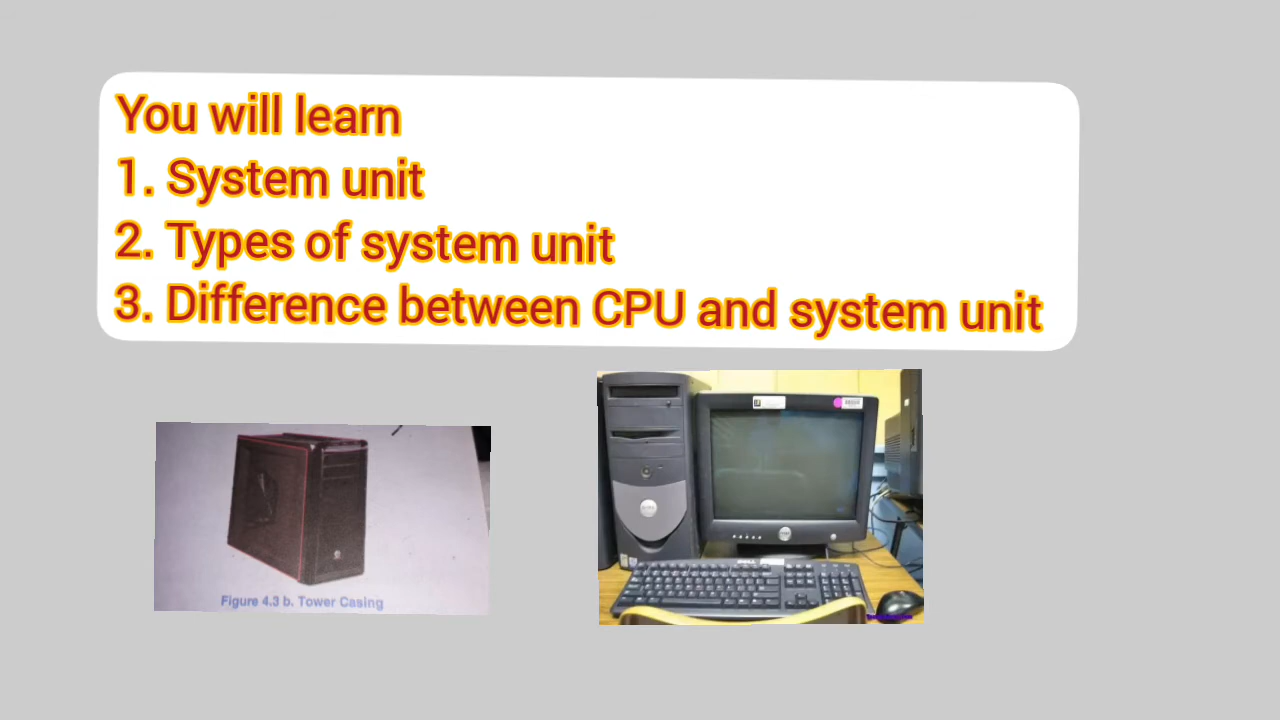 You will learn
1. System unit
2. Types of system unit
3. Difference between CPU and system unit
Figure 4.3 b. Tower Casing